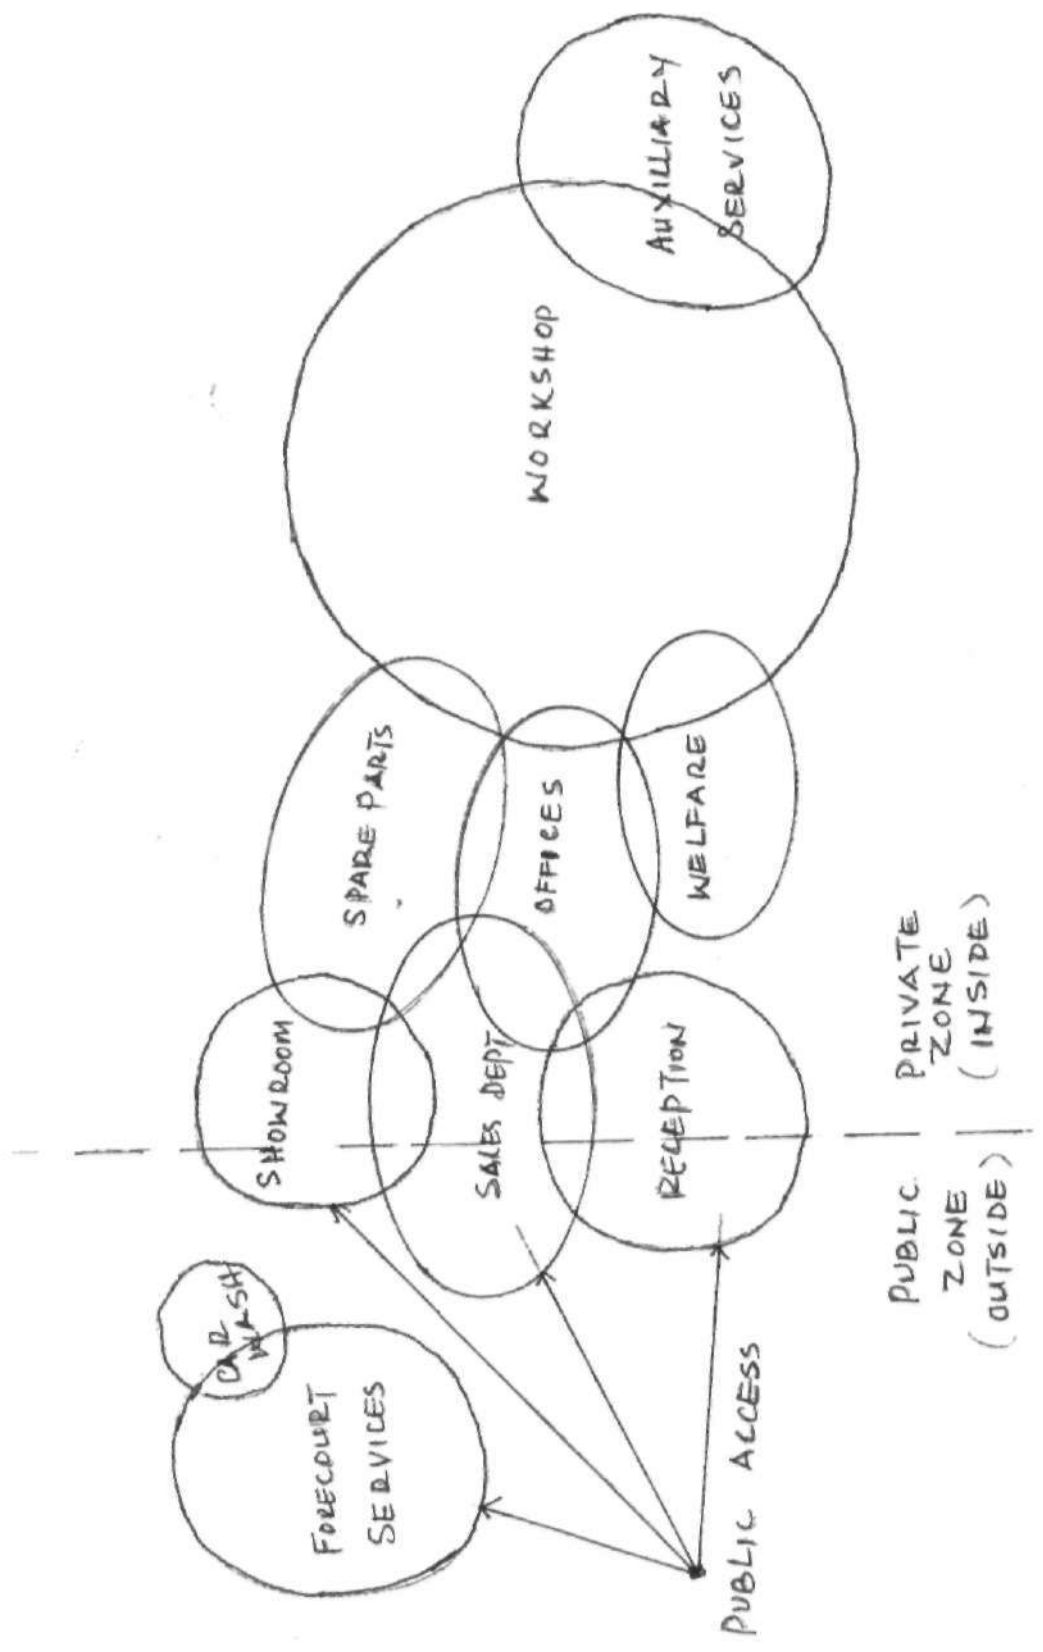 CAR
WASH
FORECOURT
SERVICES
SHOWROOM
SPARE PARTS
SALES DEPT
OFFICES
WORKSHOP
AUXILLIARY
SERVICES
RECEPTION
WELFARE
PUBLIC ACCESS
PUBLIC
ZONE
(OUTSIDE)
PRIVATE
ZONE
(INSIDE)